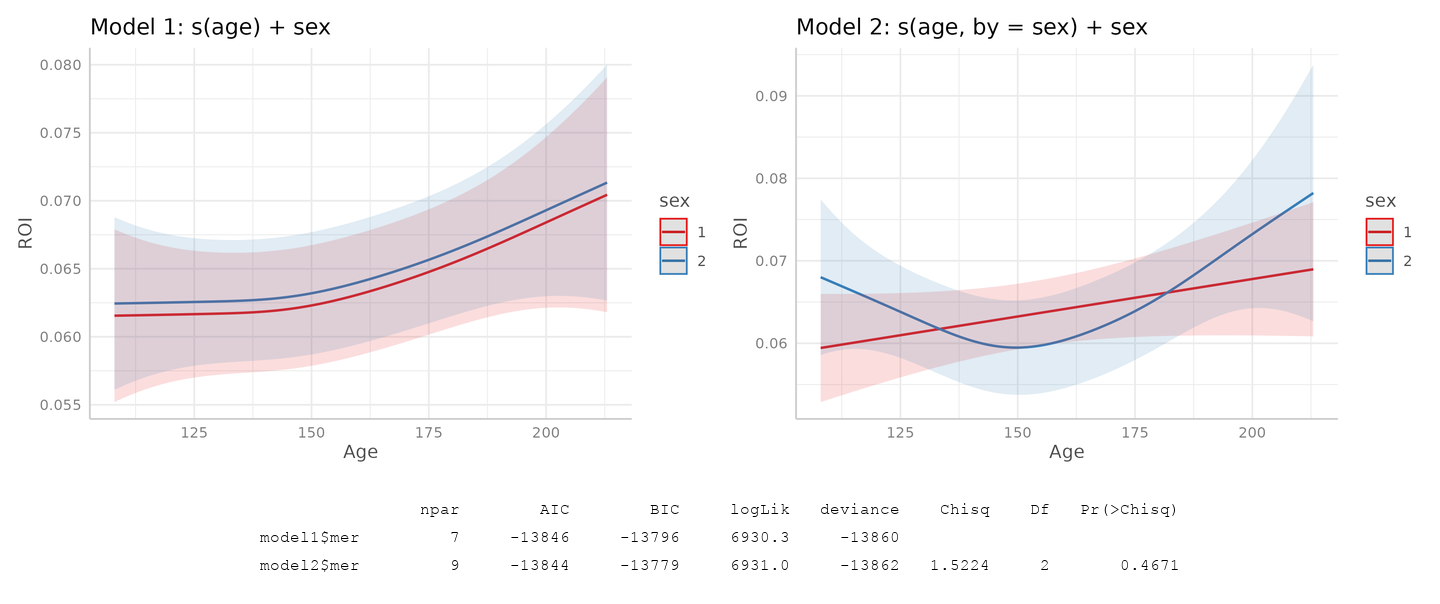 Model 1: s(age) + sex
0.080
0.075
0.070
0.065
0.060
0.055
ROI
125 150 175 200
Age
sex
1
2
Model 2: s(age, by = sex) + sex
0.09
0.08
0.07
0.06
ROI
125 150 175 200
Age
sex
1
2
npar AIC BIC logLik deviance Chisq Df Pr(>Chisq)
model1$mer 7 -13846 -13796 6930.3 -13860
model2$mer 9 -13844 -13779 6931.0 -13862 1.5224 2 0.4671